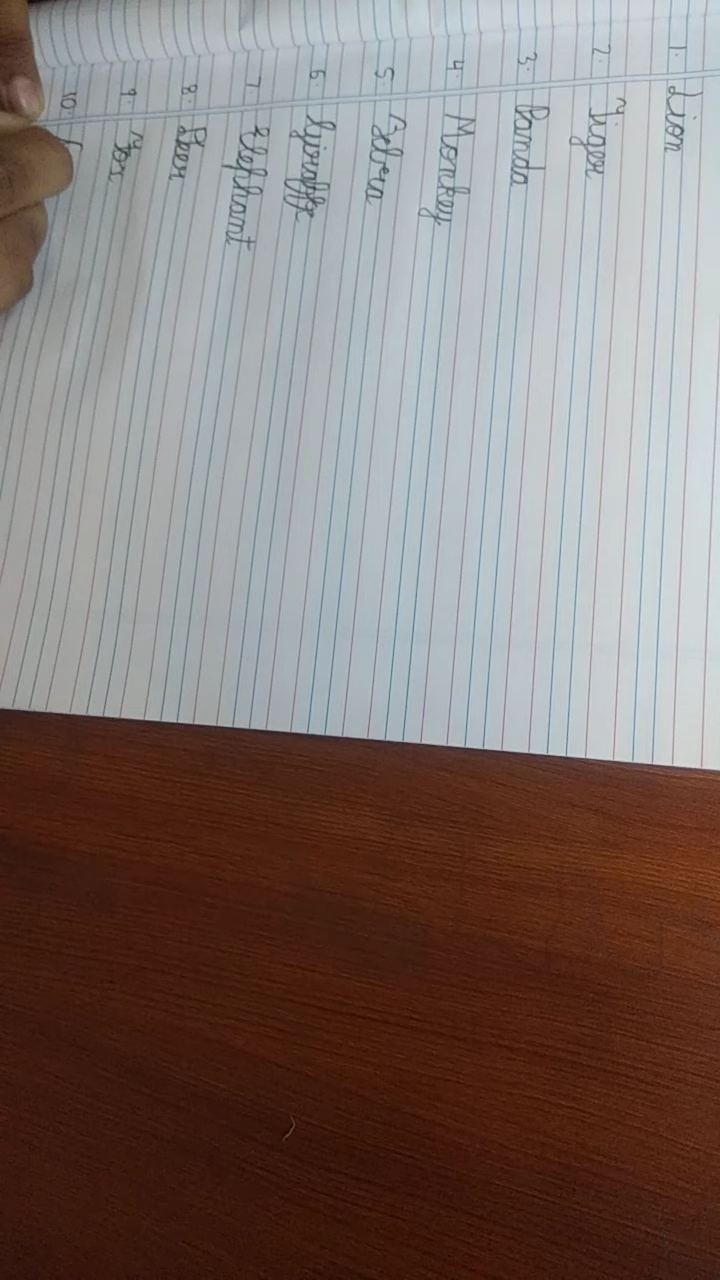 1. Lion
2. Tiger
3. Panda
4. Monkey
5. Zebra
6. Giraffe
7. Elephant
8. Deer
9. Fox
10.